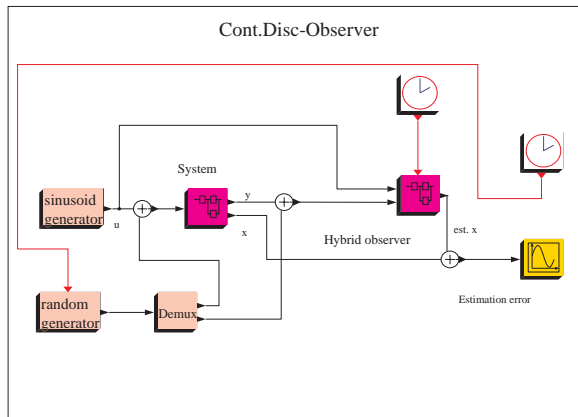 Cont.Disc-Observer
System
sinusoid
generator
u
y
x
est. x
Hybrid observer
random
generator
Demux
Estimation error